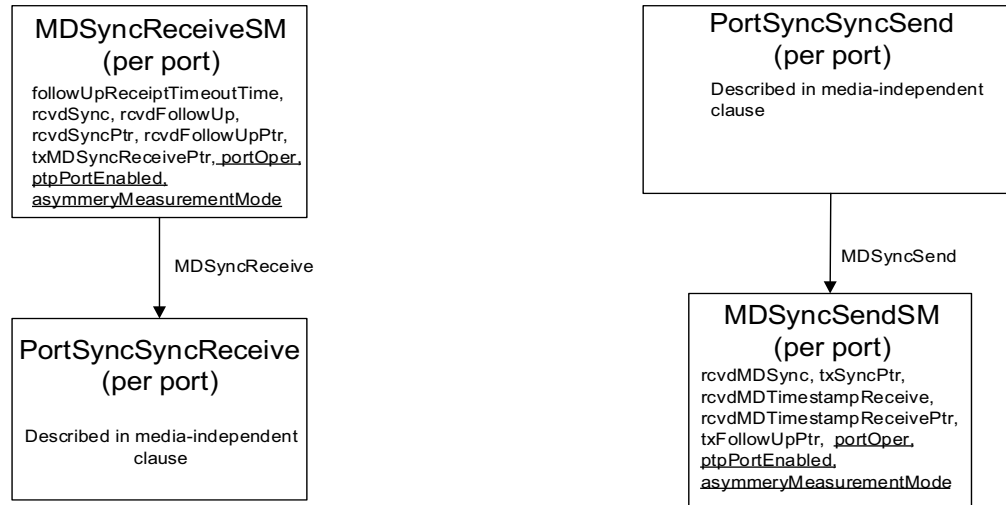 MDSyncReceiveSM
(per port)
followUpReceiptTimeoutTime,
rcvdSync, rcvdFollowUp,
rcvdSyncPtr, rcvdFollowUpPtr,
txMDSyncReceivePtr, portOper,
ptpPortEnabled,
asymmeryMeasurementMode
MDSyncReceive
PortSyncSyncReceive
(per port)
Described in media-independent
clause
PortSyncSyncSend
(per port)
Described in media-independent
clause
MDSyncSend
MDSyncSendSM
(per port)
rcvdMDSync, txSyncPtr,
rcvdMDTimestampReceive,
rcvdMDTimestampReceivePtr,
txFollowUpPtr, portOper,
ptpPortEnabled,
asymmeryMeasurementMode